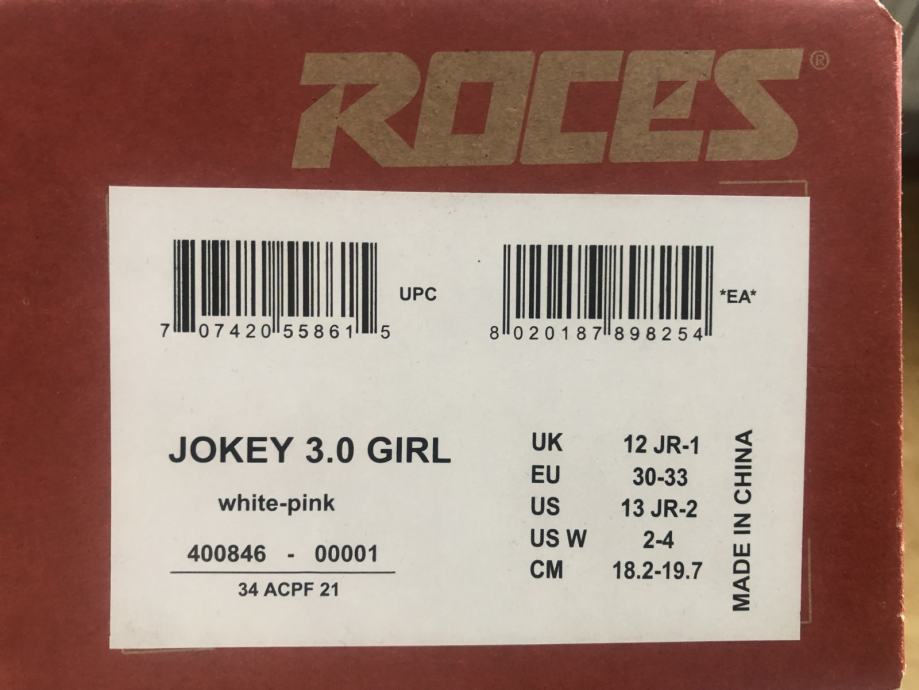 ROCES®
7 07420 55861 5 UPC
8 020187 898254 *EA*
JOKEY 3.0 GIRL
white-pink
400846 - 00001
34 ACPF 21
UK 12 JR-1
EU 30-33
US 13 JR-2
US W 2-4
CM 18.2-19.7
MADE IN CHINA